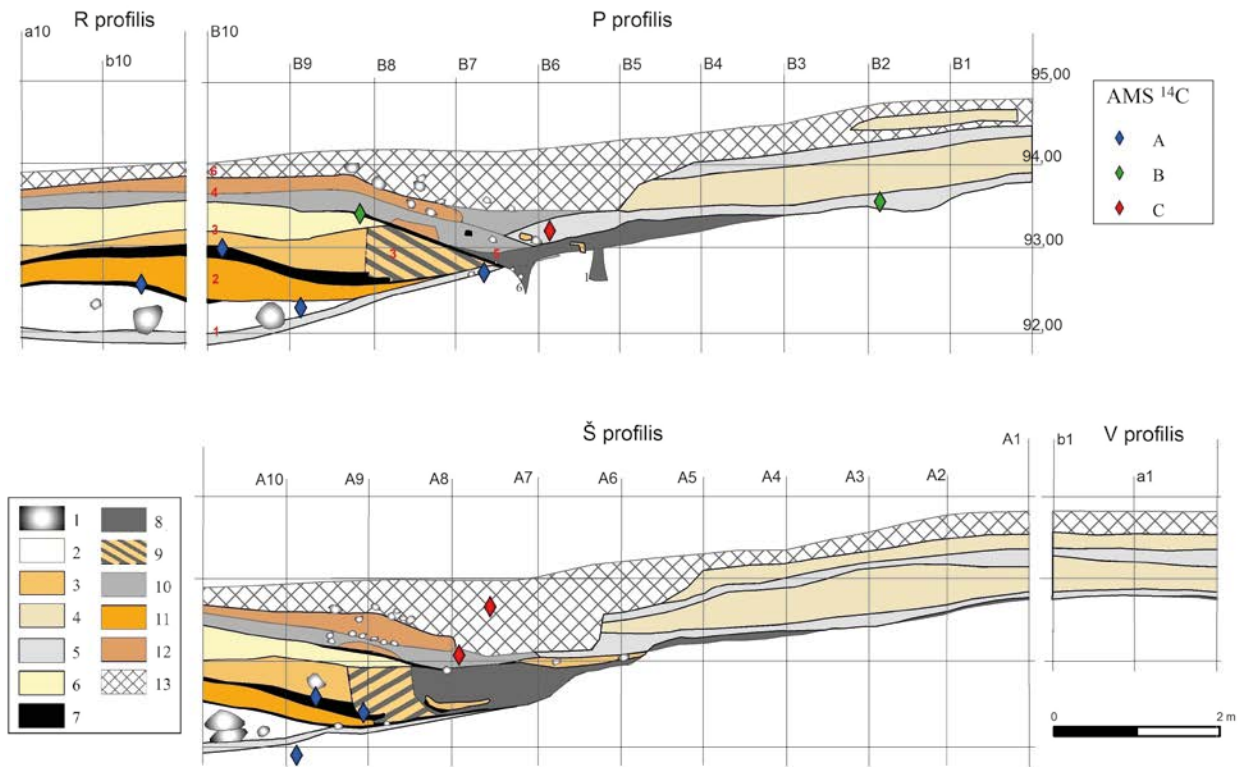 R profilis
P profilis
a10
b10
B10
B9
B8
B7
B6
B5
B4
B3
B2
B1
95,00
94,00
93,00
92,00
6
4
3
2
1
3
5
6
1
AMS ¹⁴C
A
B
C
Š profilis
V profilis
A10
A9
A8
A7
A6
A5
A4
A3
A2
A1
b1
a1
1
2
3
4
5
6
7
8
9
10
11
12
13
0
2 m